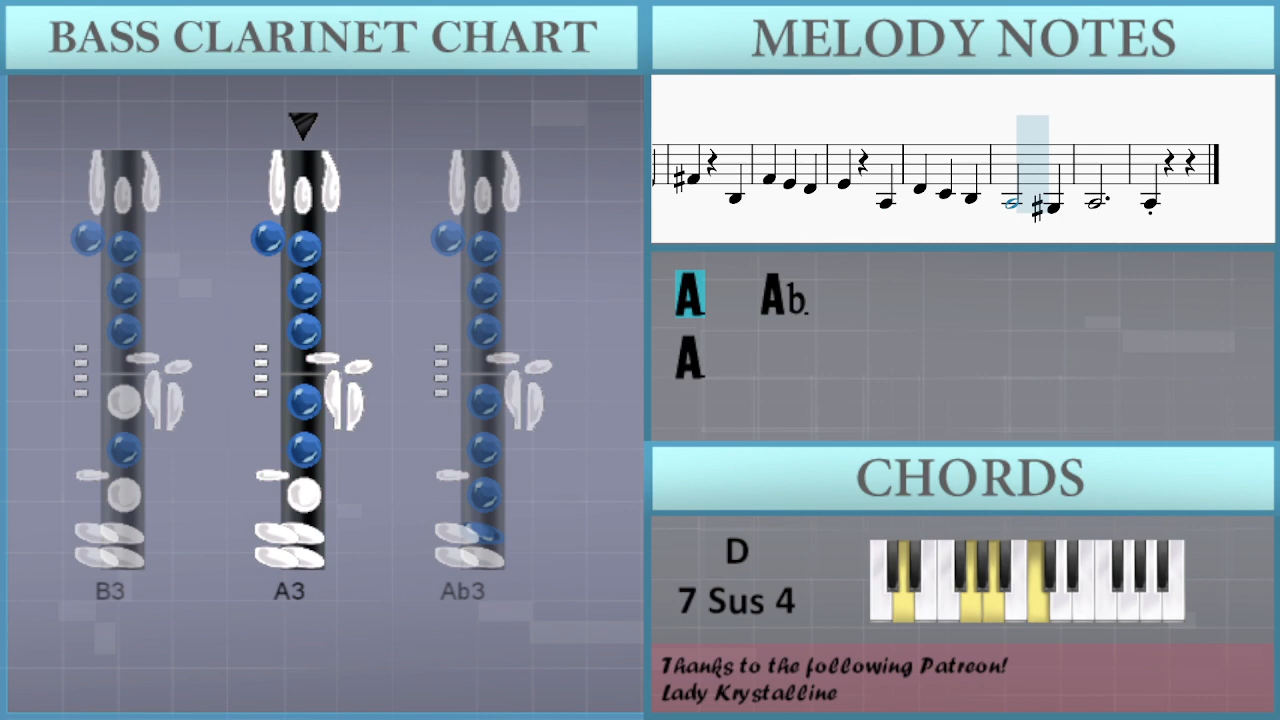 BASS CLARINET CHART
B3
A3
Ab3
MELODY NOTES
A Ab
A
CHORDS
D
7 Sus 4
Thanks to the following Patreon!
Lady Krystalline